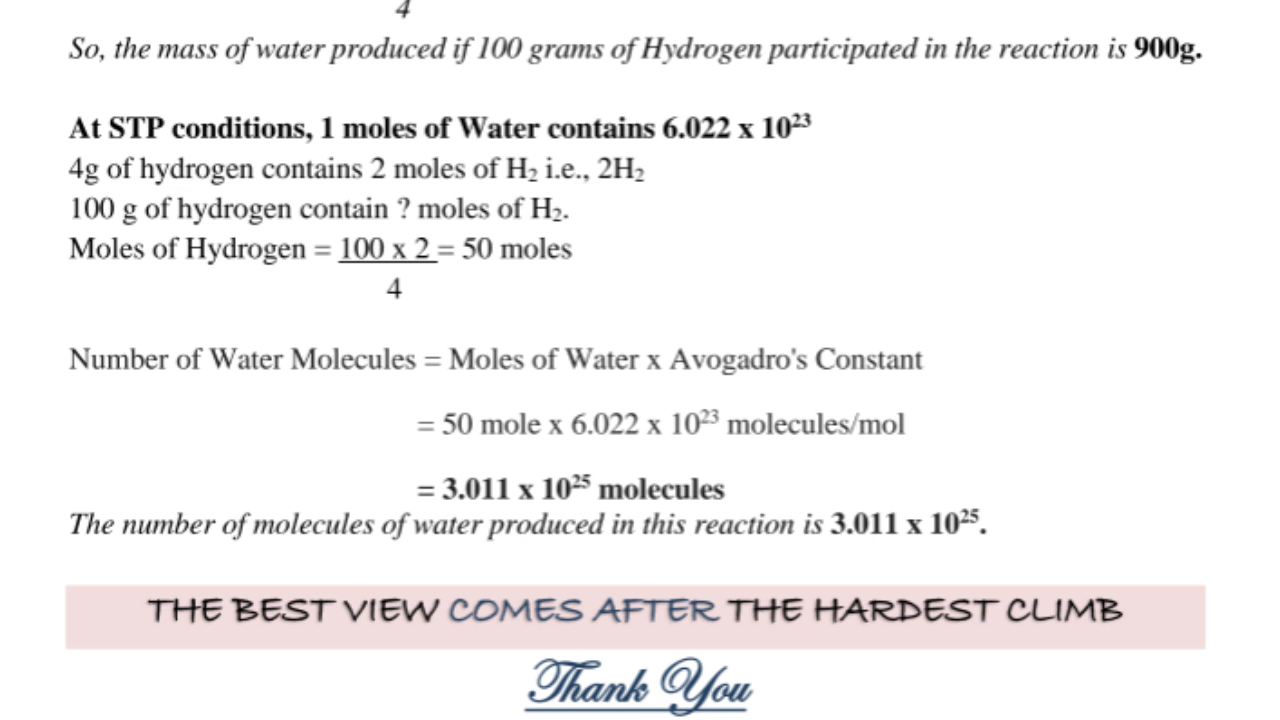 4
So, the mass of water produced if 100 grams of Hydrogen participated in the reaction is 900g.
At STP conditions, 1 moles of Water contains 6.022 x 10²³
4g of hydrogen contains 2 moles of H₂ i.e., 2H₂
100 g of hydrogen contain ? moles of H₂.
Moles of Hydrogen = 100 x 2 = 50 moles
4
Number of Water Molecules = Moles of Water x Avogadro's Constant
= 50 mole x 6.022 x 10²³ molecules/mol
= 3.011 x 10²⁵ molecules
The number of molecules of water produced in this reaction is 3.011 x 10²⁵.
THE BEST VIEW COMES AFTER THE HARDEST CLIMB
Thank You